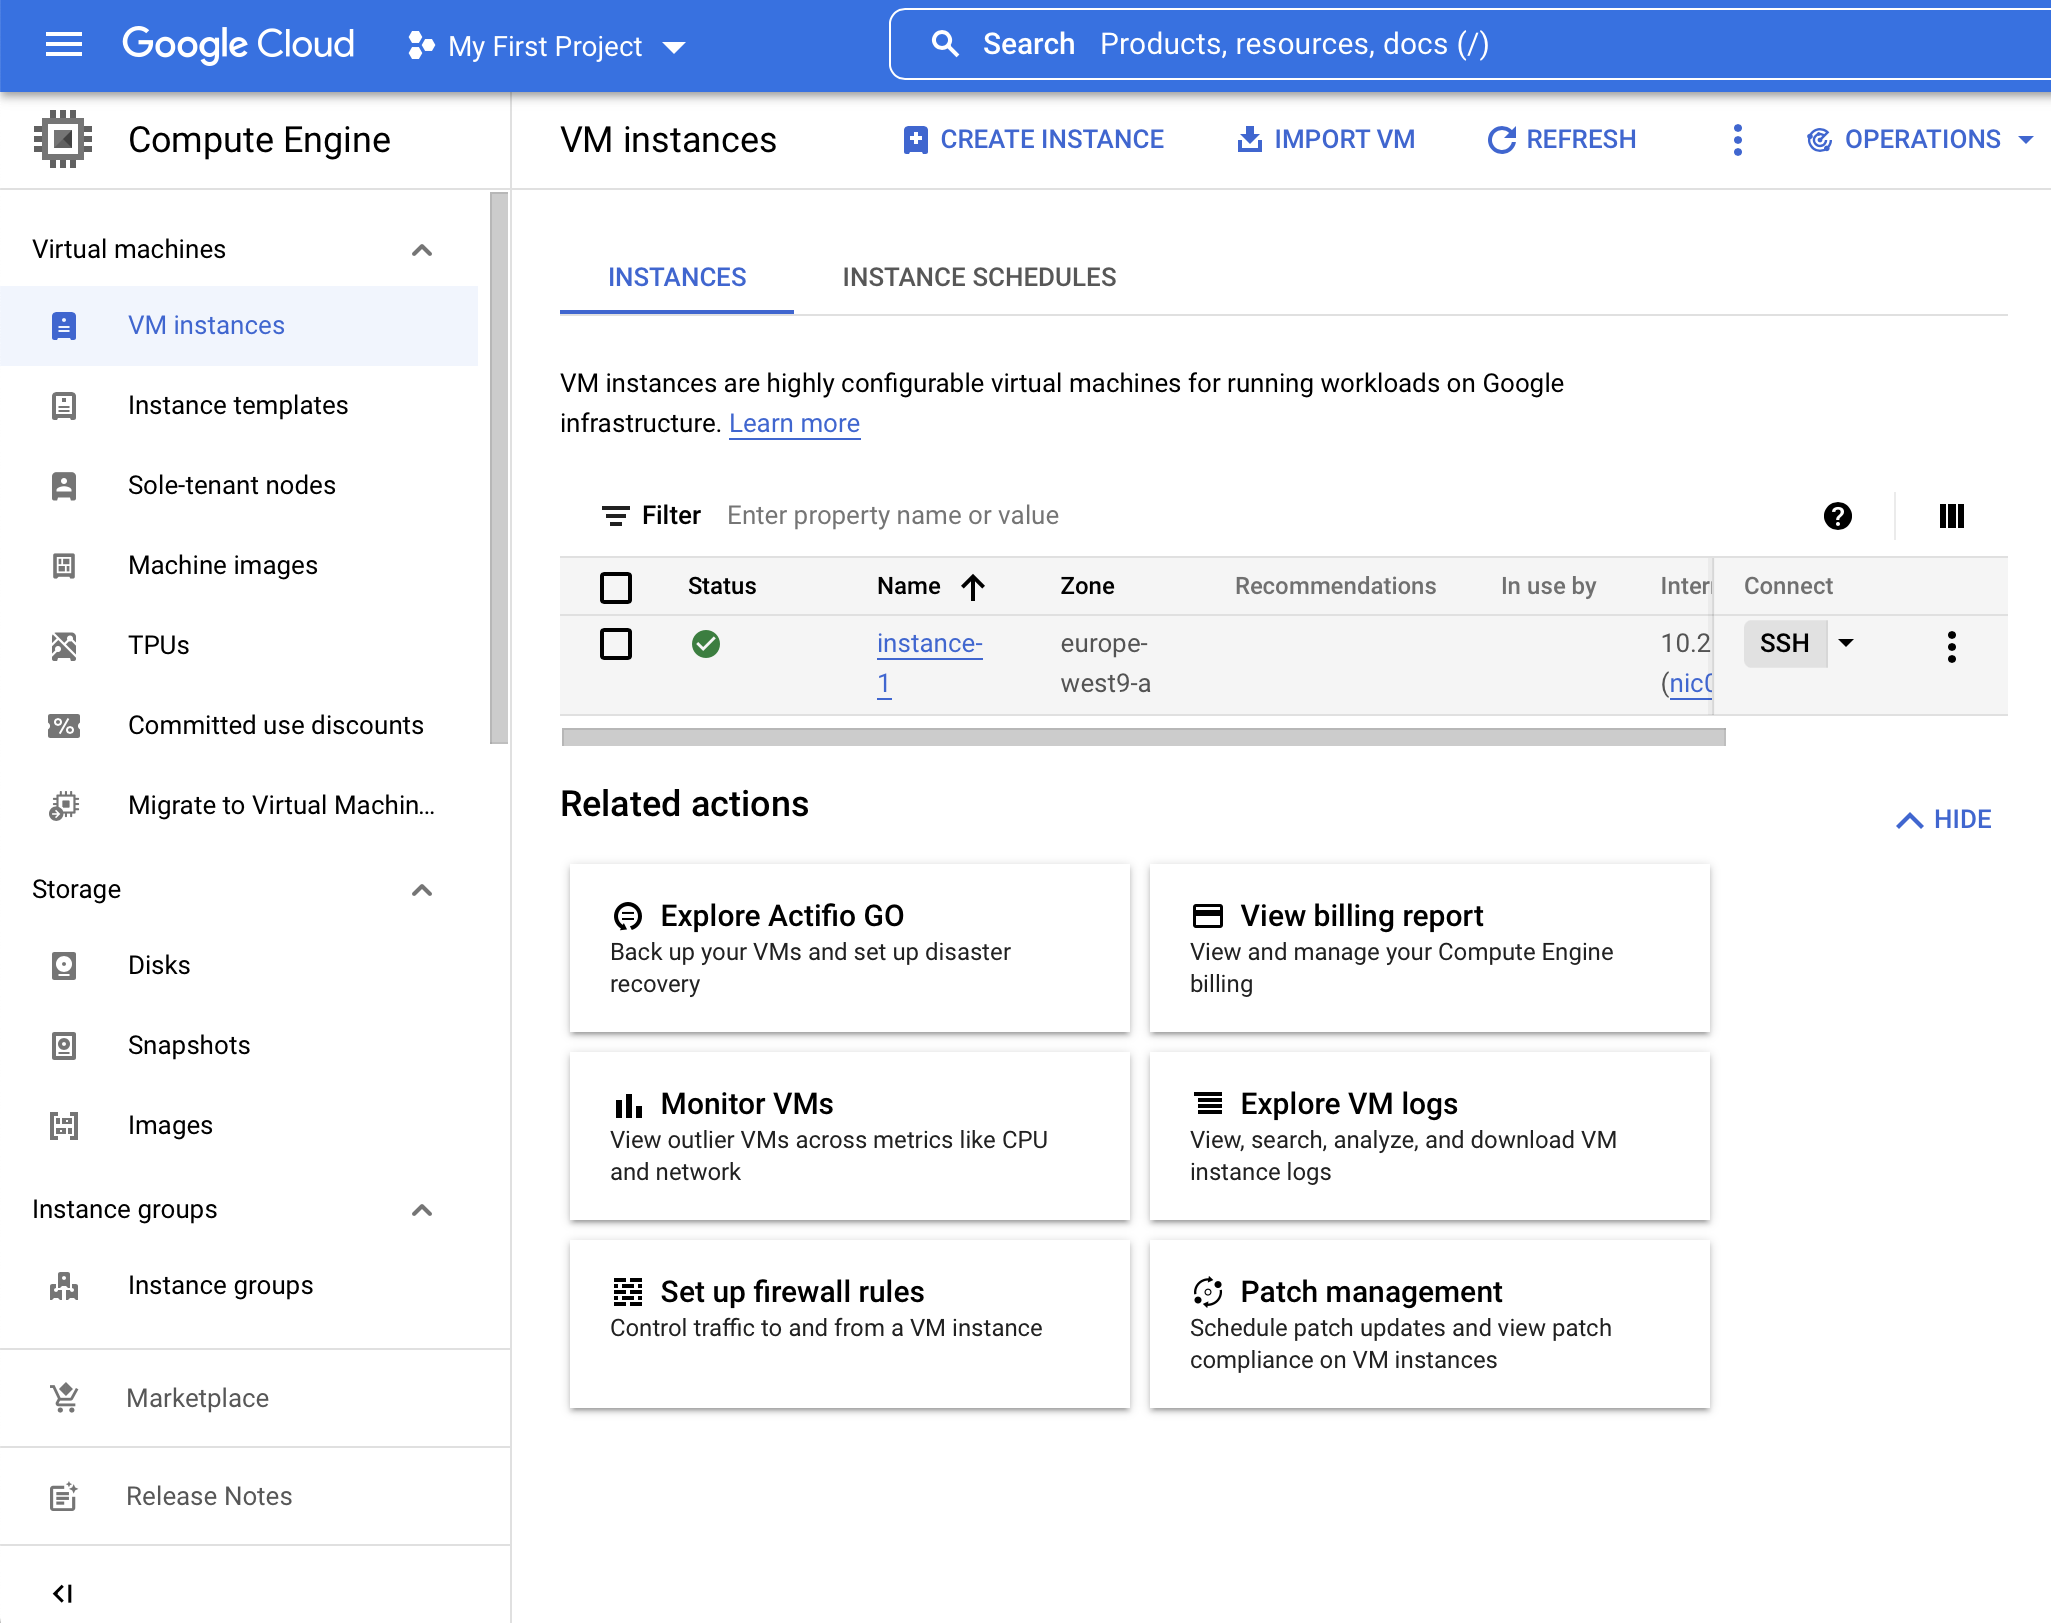 Google Cloud
My First Project
Search Products, resources, docs (/)
Compute Engine
VM instances
CREATE INSTANCE
IMPORT VM
REFRESH
OPERATIONS
Virtual machines
VM instances
Instance templates
Sole-tenant nodes
Machine images
TPUs
Committed use discounts
Migrate to Virtual Machin...
Storage
Disks
Snapshots
Images
Instance groups
Instance groups
Marketplace
Release Notes
INSTANCES
INSTANCE SCHEDULES
VM instances are highly configurable virtual machines for running workloads on Google
infrastructure. Learn more
Filter Enter property name or value
Status Name Zone Recommendations In use by Inter Connect
instance-
1
europe-
west9-a
10.2
(nic0
SSH
Related actions
HIDE
Explore Actifio GO
Back up your VMs and set up disaster
recovery
View billing report
View and manage your Compute Engine
billing
Monitor VMs
View outlier VMs across metrics like CPU
and network
Explore VM logs
View, search, analyze, and download VM
instance logs
Set up firewall rules
Control traffic to and from a VM instance
Patch management
Schedule patch updates and view patch
compliance on VM instances